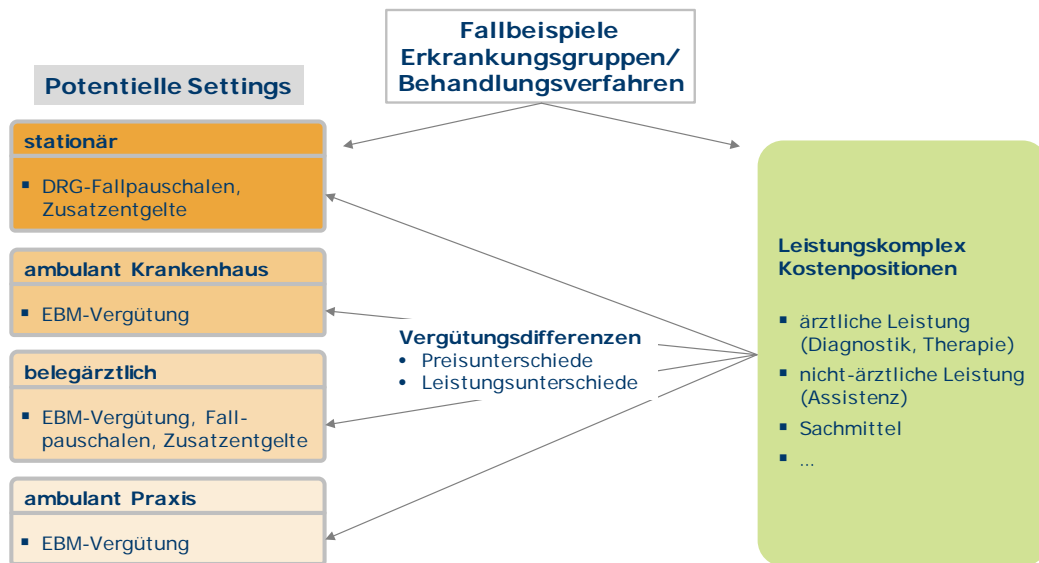 Fallbeispiele
Erkrankungsgruppen/
Behandlungsverfahren
Potentielle Settings
stationär
▪ DRG-Fallpauschalen,
Zusatzentgelte
ambulant Krankenhaus
▪ EBM-Vergütung
belegärztlich
▪ EBM-Vergütung, Fall-
pauschalen, Zusatzentgelte
ambulant Praxis
▪ EBM-Vergütung
Vergütungsdifferenzen
• Preisunterschiede
• Leistungsunterschiede
Leistungskomplex
Kostenpositionen
▪ ärztliche Leistung
(Diagnostik, Therapie)
▪ nicht-ärztliche Leistung
(Assistenz)
▪ Sachmittel
▪ ...